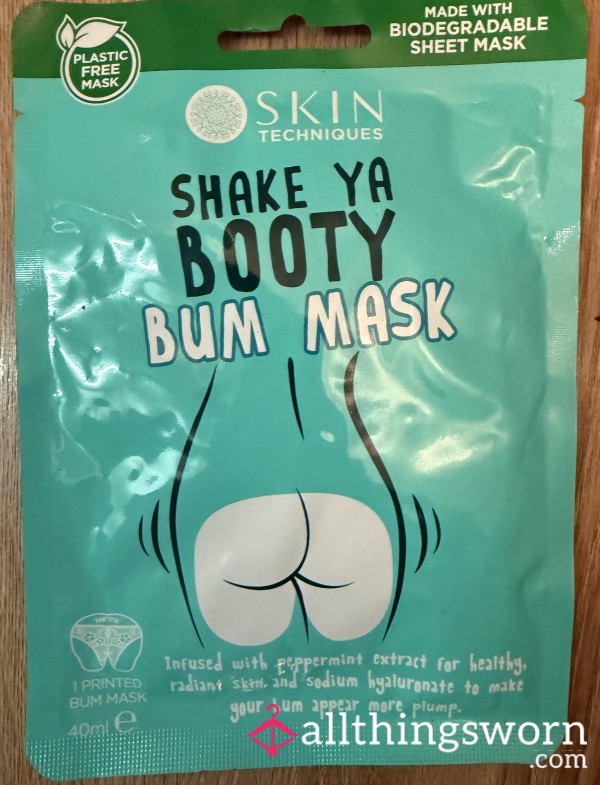 MADE WITH
BIODEGRADABLE
SHEET MASK
PLASTIC
FREE
MASK
SKIN
TECHNIQUES
SHAKE YA
BOOTY
BUM MASK
Infused with peppermint extract for healthy,
radiant skin and sodium hyaluronate to make
your bum appear more plump.
1 PRINTED
BUM MASK
40ml e
allthingsworn
.com